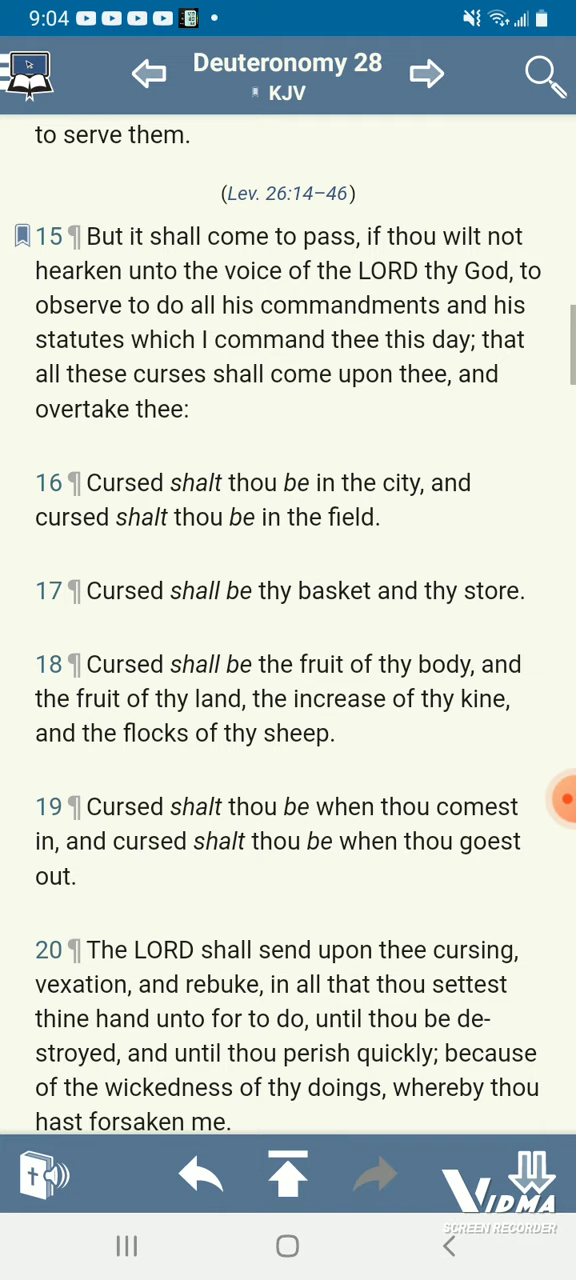 9:04
Deuteronomy 28
KJV
to serve them.
(Lev. 26:14–46)
15 ¶ But it shall come to pass, if thou wilt not
hearken unto the voice of the LORD thy God, to
observe to do all his commandments and his
statutes which I command thee this day; that
all these curses shall come upon thee, and
overtake thee:
16 ¶ Cursed shalt thou be in the city, and
cursed shalt thou be in the field.
17 ¶ Cursed shall be thy basket and thy store.
18 ¶ Cursed shall be the fruit of thy body, and
the fruit of thy land, the increase of thy kine,
and the flocks of thy sheep.
19 ¶ Cursed shalt thou be when thou comest
in, and cursed shalt thou be when thou goest
out.
20 ¶ The LORD shall send upon thee cursing,
vexation, and rebuke, in all that thou settest
thine hand unto for to do, until thou be de-
stroyed, and until thou perish quickly; because
of the wickedness of thy doings, whereby thou
hast forsaken me.
VIDMA
SCREEN RECORDER